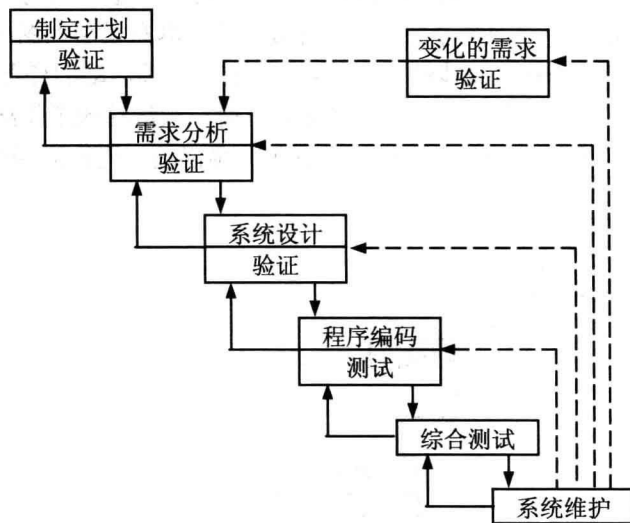 制定计划
验证
变化的需求
验证
需求分析
验证
系统设计
验证
程序编码
测试
综合测试
系统维护